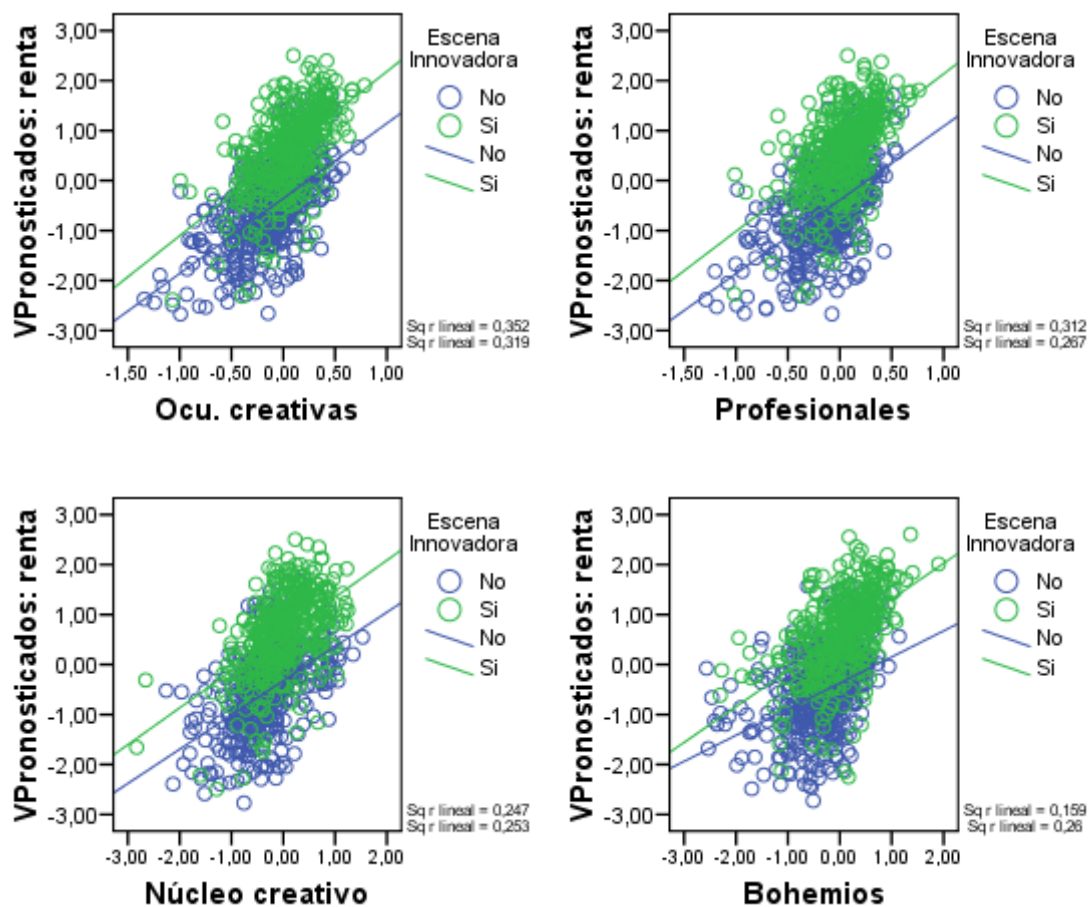 VPronosticados: renta
3,00
2,00
1,00
0,00
-1,00
-2,00
-3,00
-1,50 -1,00 -0,50 0,00 0,50 1,00
Ocu. creativas
Escena
Innovadora
No
Si
No
Si
Sq r lineal = 0,352
Sq r lineal = 0,319
VPronosticados: renta
3,00
2,00
1,00
0,00
-1,00
-2,00
-3,00
-1,50 -1,00 -0,50 0,00 0,50 1,00
Profesionales
Escena
Innovadora
No
Si
No
Si
Sq r lineal = 0,312
Sq r lineal = 0,267
VPronosticados: renta
3,00
2,00
1,00
0,00
-1,00
-2,00
-3,00
-3,00 -2,00 -1,00 0,00 1,00 2,00
Núcleo creativo
Escena
Innovadora
No
Si
No
Si
Sq r lineal = 0,247
Sq r lineal = 0,253
VPronosticados: renta
3,00
2,00
1,00
0,00
-1,00
-2,00
-3,00
-3,00 -2,00 -1,00 0,00 1,00 2,00
Bohemios
Escena
Innovadora
No
Si
No
Si
Sq r lineal = 0,159
Sq r lineal = 0,26